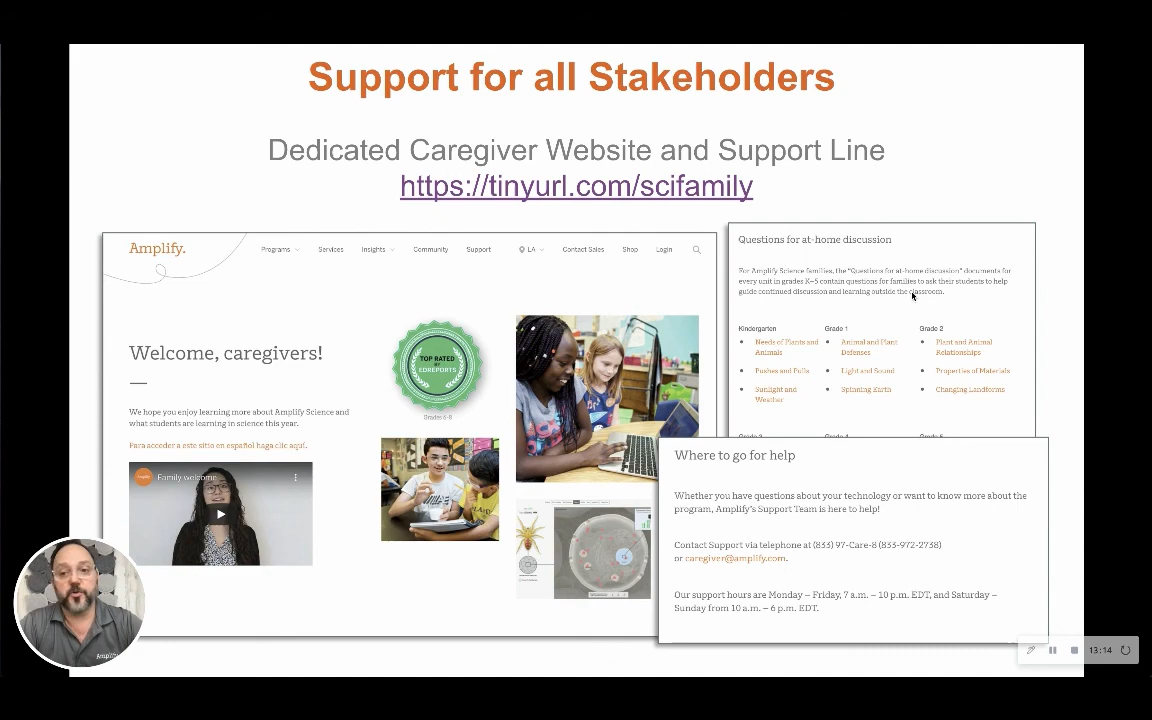 Support for all Stakeholders
Dedicated Caregiver Website and Support Line
https://tinyurl.com/scifamily
Amplify.
Programs Services Insights Community Support LA Contact Sales Shop Login
Welcome, caregivers!
We hope you enjoy learning more about Amplify Science and
what students are learning in science this year.
Para acceder a este sitio en español haga clic aquí.
Family welcome
TOP RATED
BY
EDREPORTS
Grades 6-8
Questions for at-home discussion
For Amplify Science families, the “Questions for at-home discussion” documents for
every unit in grades K–5 contain questions for families to ask their students to help
guide continued discussion and learning outside the classroom.
Kindergarten
Needs of Plants and
Animals
Pushes and Pulls
Sunlight and
Weather
Grade 1
Animal and Plant
Defenses
Light and Sound
Spinning Earth
Grade 2
Plant and Animal
Relationships
Properties of Materials
Changing Landforms
Where to go for help
Whether you have questions about your technology or want to know more about the
program, Amplify’s Support Team is here to help!
Contact Support via telephone at (833) 97-Care-8 (833-972-2738)
or caregiver@amplify.com.
Our support hours are Monday – Friday, 7 a.m. – 10 p.m. EDT, and Saturday –
Sunday from 10 a.m. – 6 p.m. EDT.
Amplify
13:14